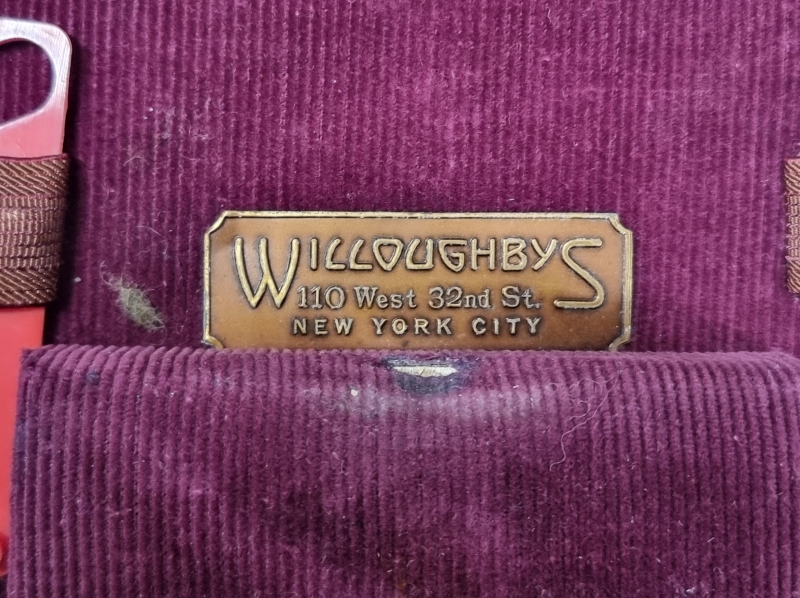 WILLOUGHBYS
110 West 32nd St.
NEW YORK CITY